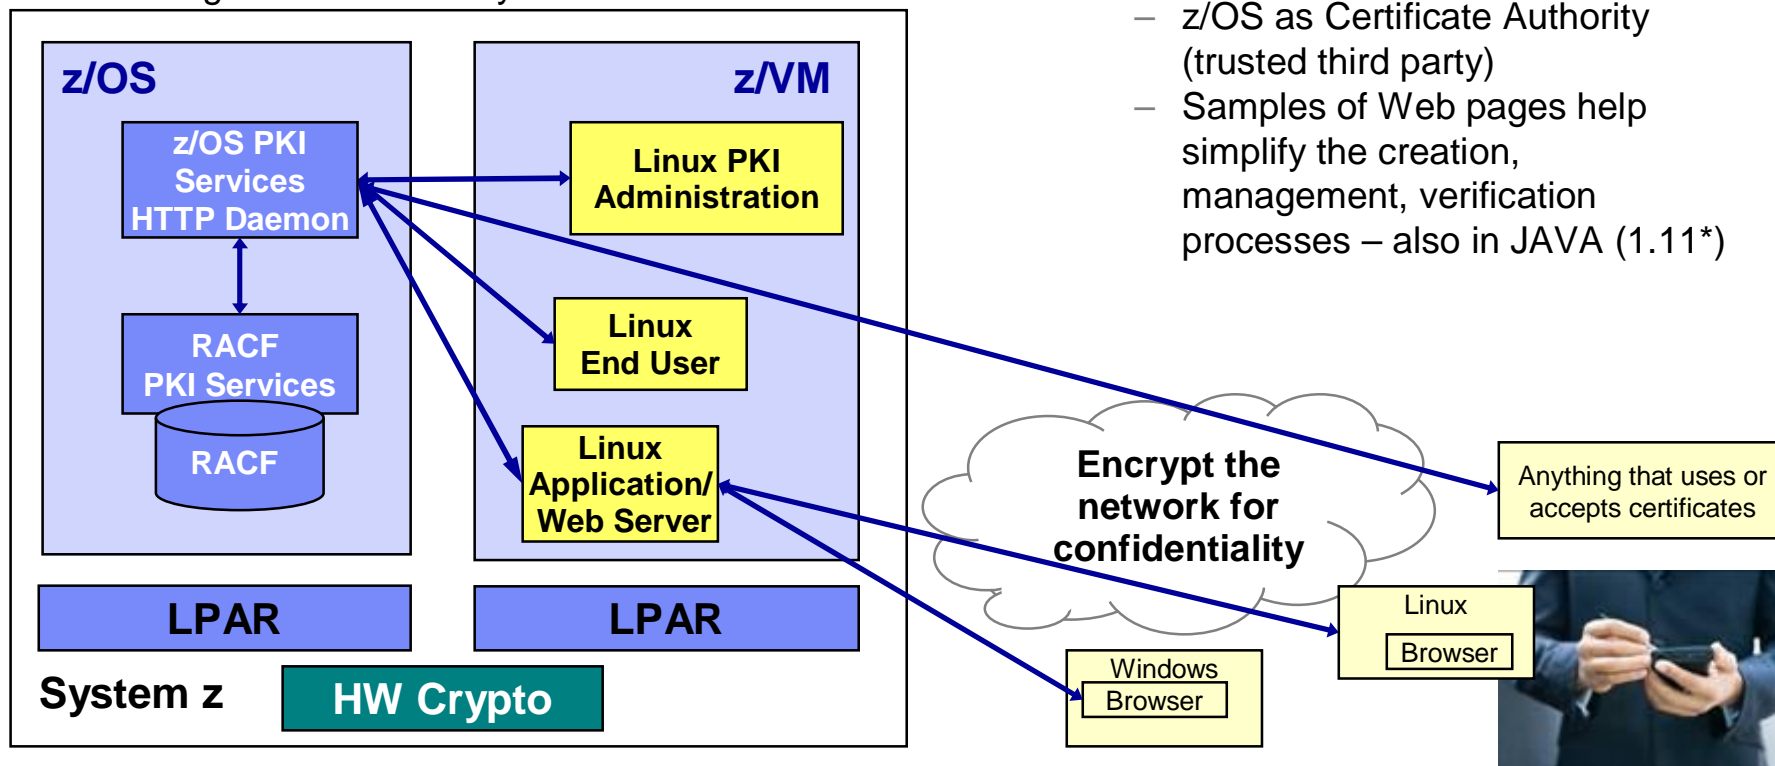 – z/OS as Certificate Authority
(trusted third party)
– Samples of Web pages help
simplify the creation,
management, verification
processes – also in JAVA (1.11*)
z/OS
z/OS PKI
Services
HTTP Daemon
RACF
PKI Services
RACF
z/VM
Linux PKI
Administration
Linux
End User
Linux
Application/
Web Server
LPAR
LPAR
System z
HW Crypto
Encrypt the
network for
confidentiality
Anything that uses or
accepts certificates
Linux
Browser
Windows
Browser